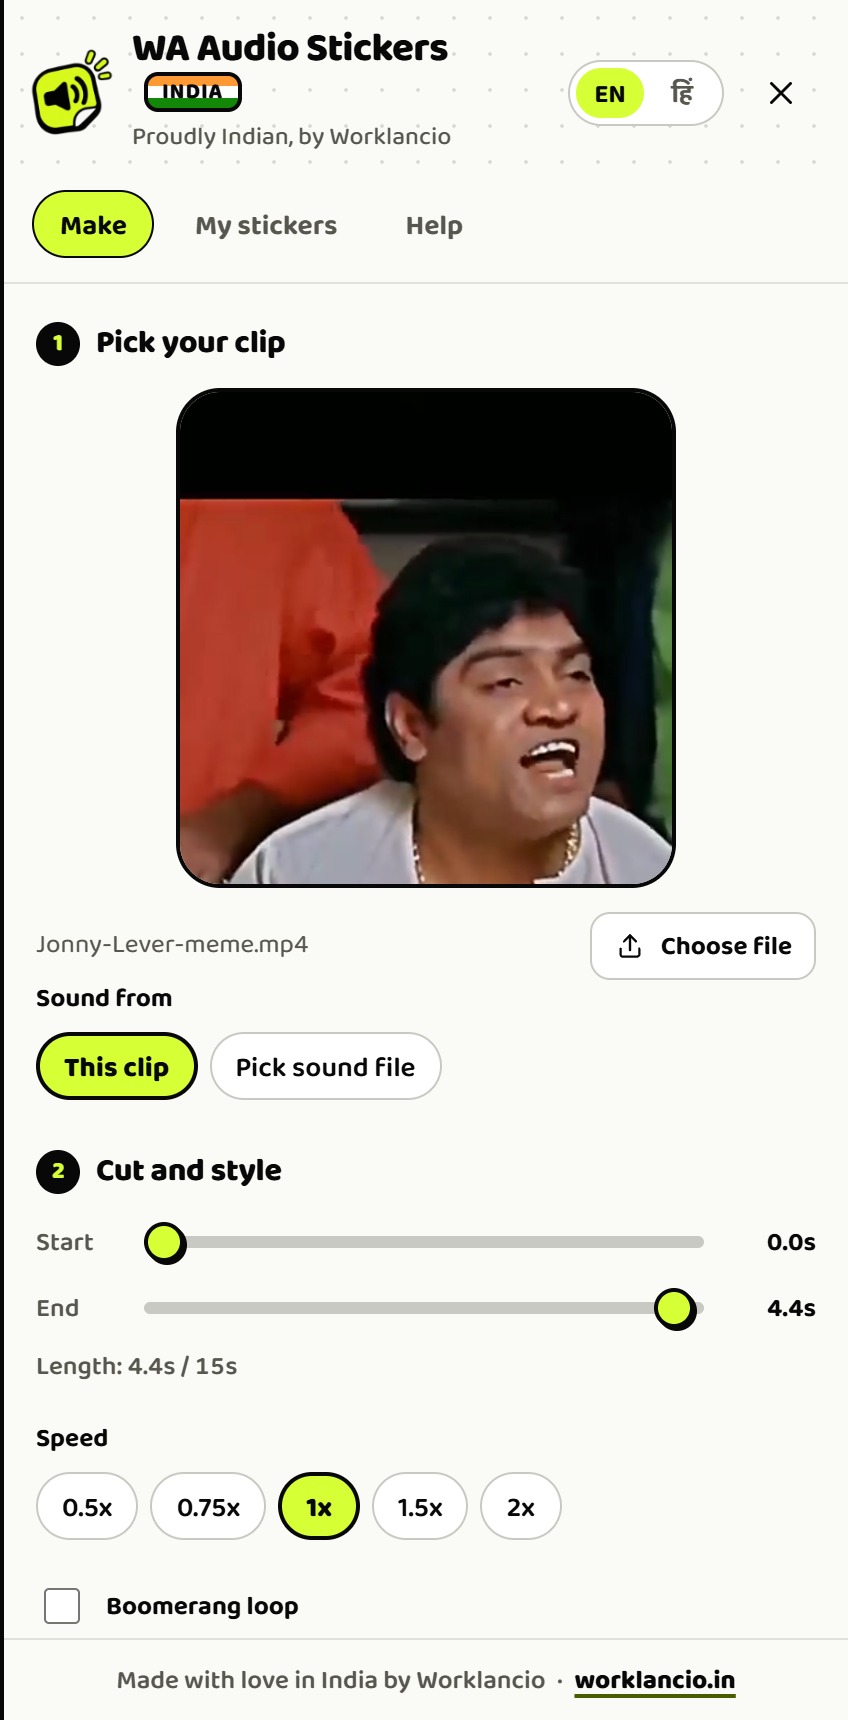 WA Audio Stickers
INDIA
Proudly Indian, by Worklancio
EN हिं
Make My stickers Help
1 Pick your clip
Jonny-Lever-meme.mp4
Choose file
Sound from
This clip Pick sound file
2 Cut and style
Start 0.0s
End 4.4s
Length: 4.4s / 15s
Speed
0.5x 0.75x 1x 1.5x 2x
Boomerang loop
Made with love in India by Worklancio · worklancio.in